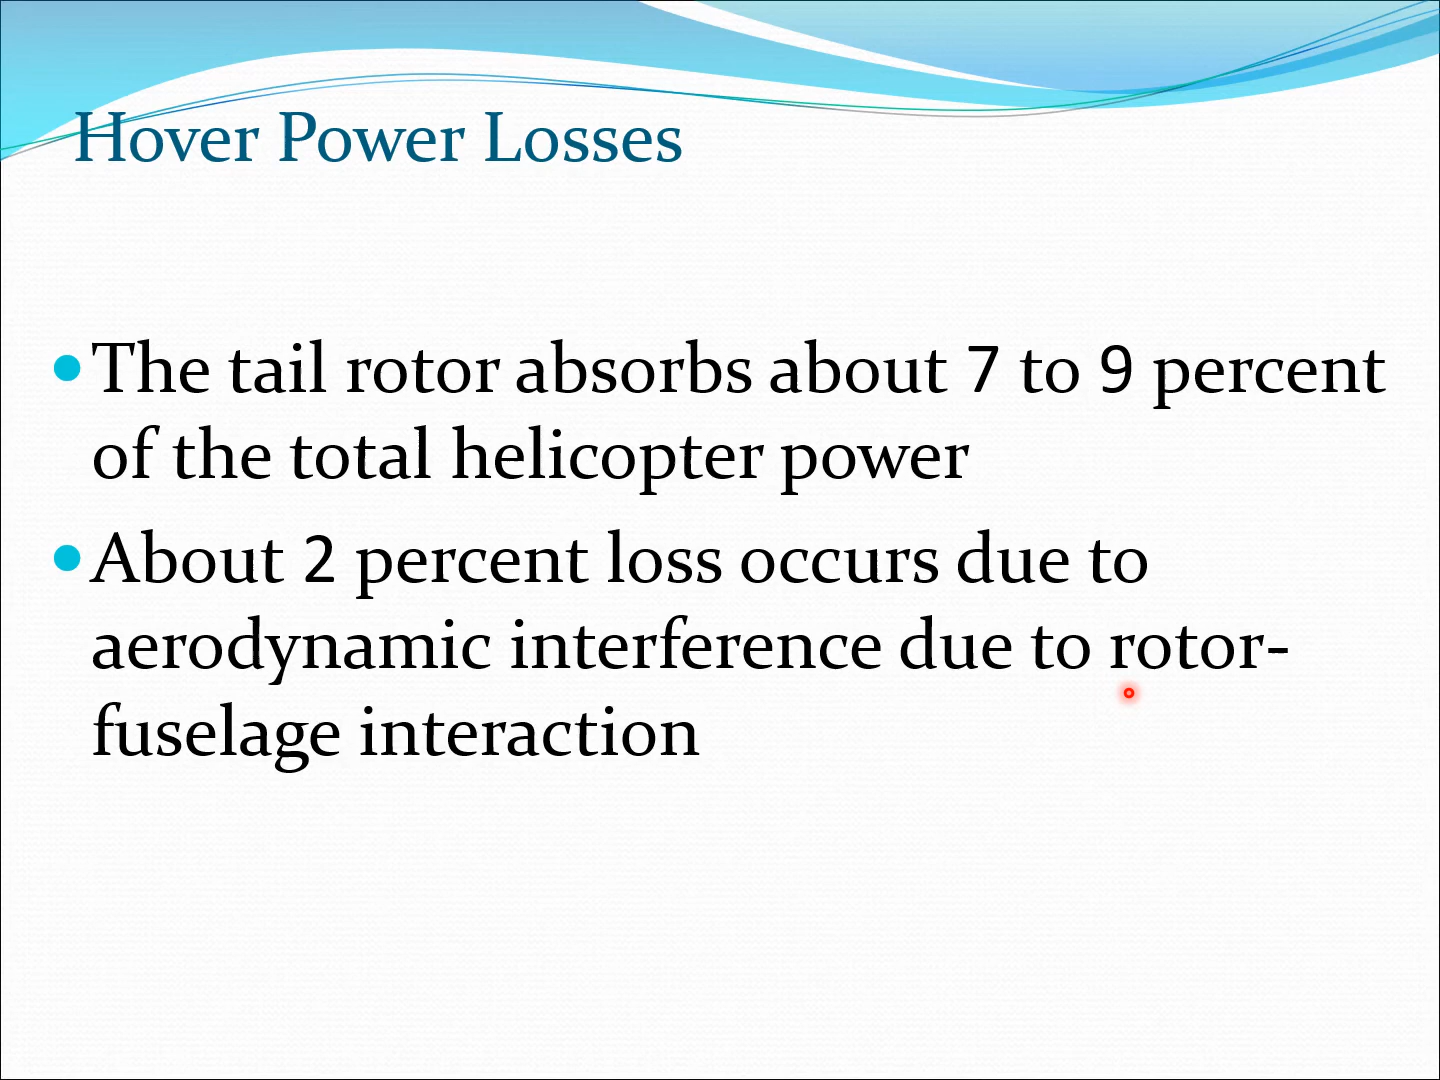 Hover Power Losses
• The tail rotor absorbs about 7 to 9 percent
of the total helicopter power
• About 2 percent loss occurs due to
aerodynamic interference due to rotor-
fuselage interaction